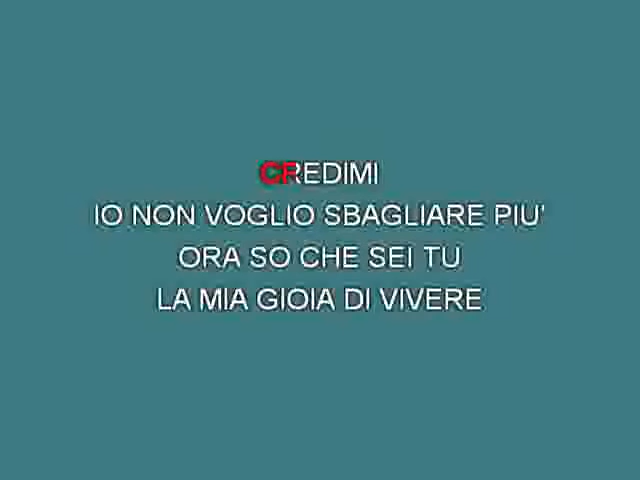 CREDIMI
IO NON VOGLIO SBAGLIARE PIU'
ORA SO CHE SEI TU
LA MIA GIOIA DI VIVERE